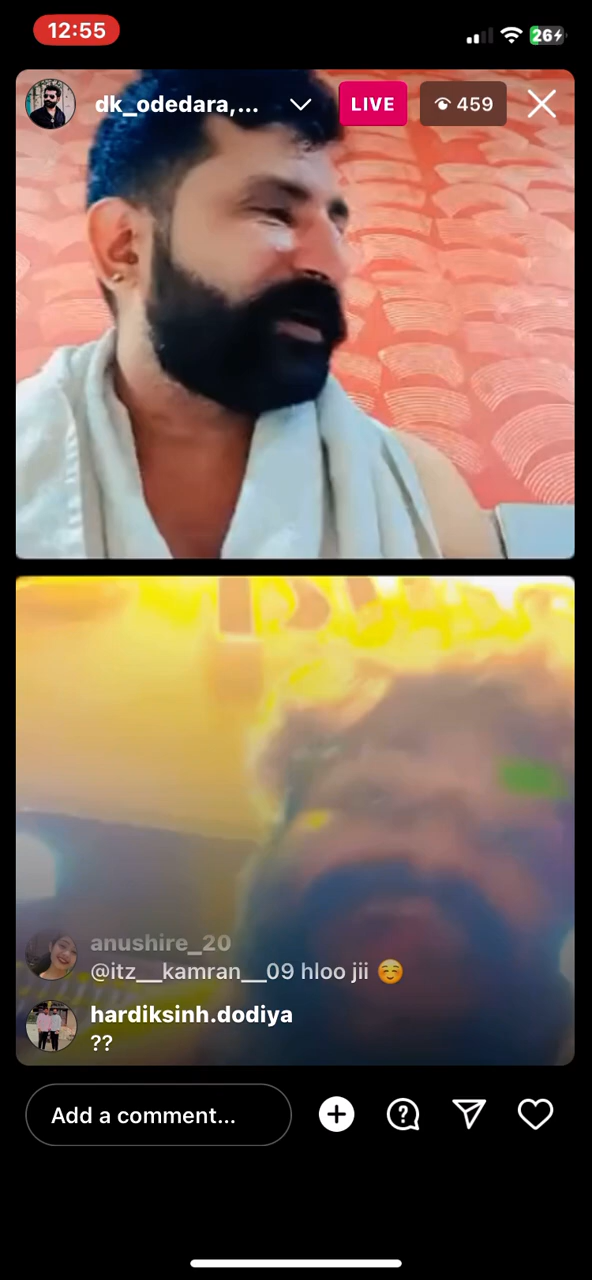 12:55
26
dk_odedara,...
LIVE
459
anushire_20
@itz__kamran__09 hloo jii ☺️
hardiksinh.dodiya
??
Add a comment...